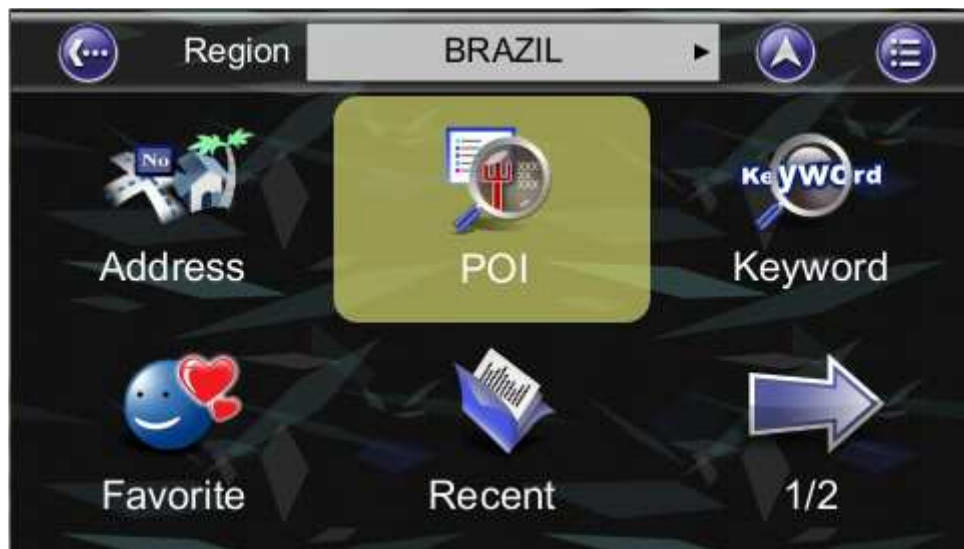 Region BRAZIL
No
Keyword
Address POI Keyword
Favorite Recent 1/2